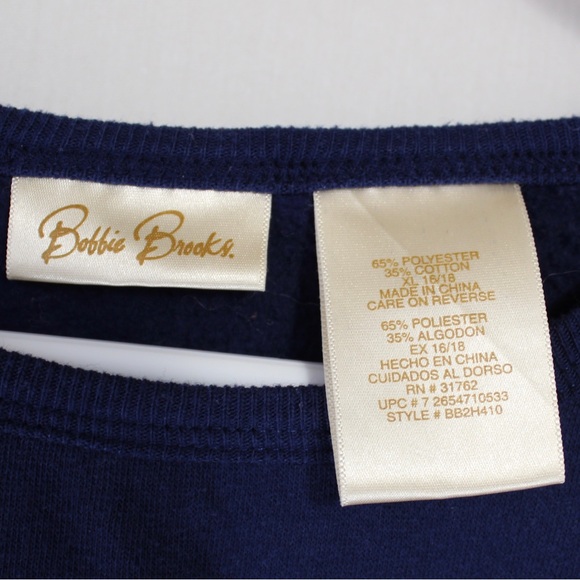 Bobbie Brooks.
65% POLYESTER
35% COTTON
XL 16/18
MADE IN CHINA
CARE ON REVERSE
65% POLIESTER
35% ALGODON
EX 16/18
HECHO EN CHINA
CUIDADOS AL DORSO
RN # 31762
UPC # 7 2654710533
STYLE # BB2H410